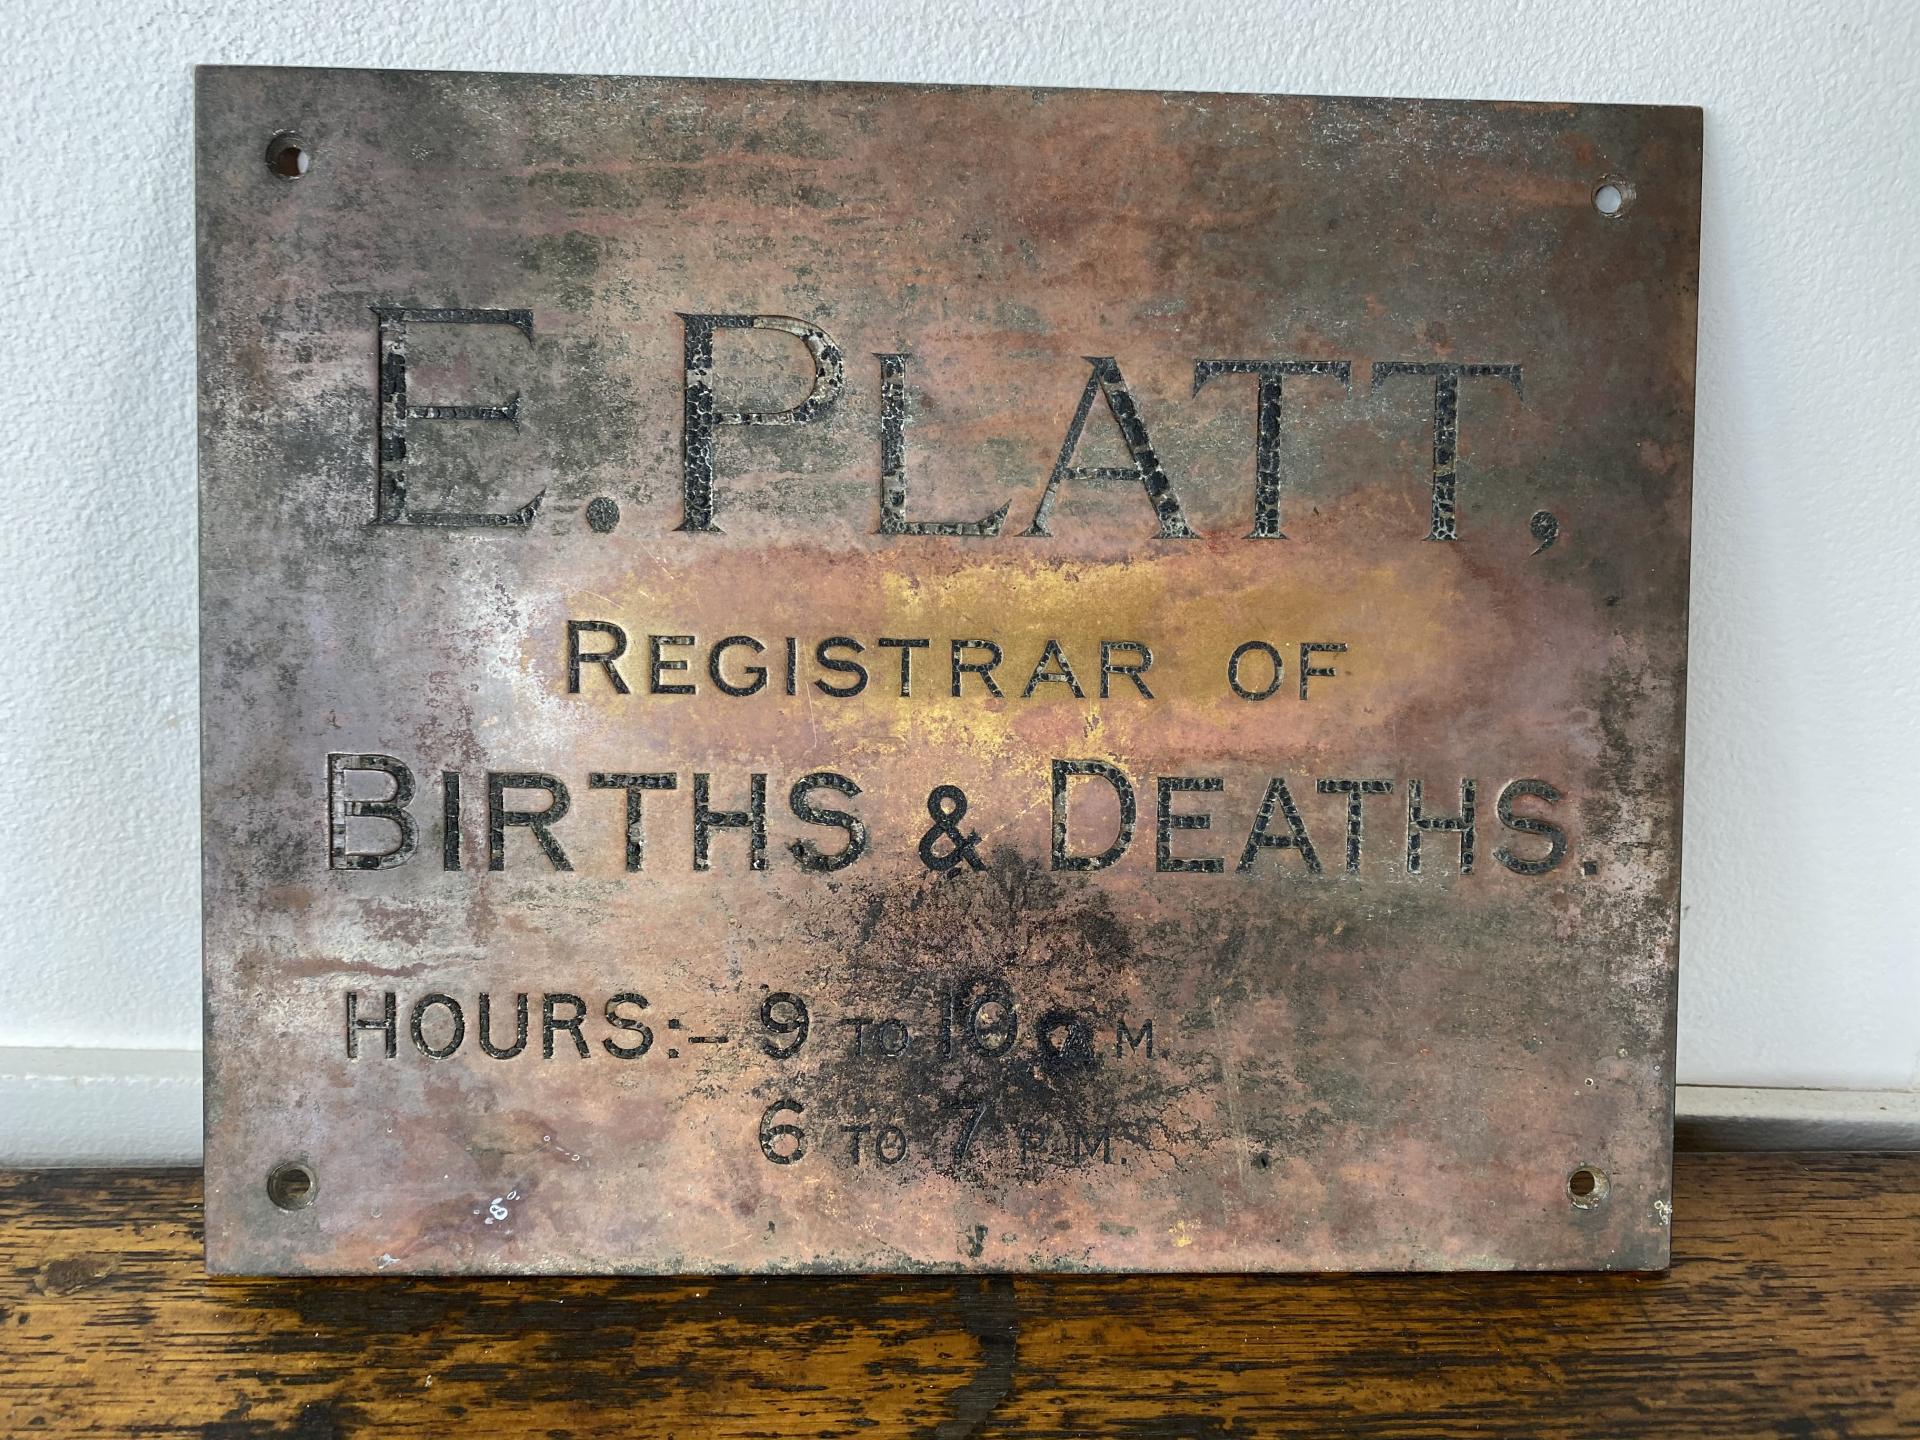 E. PLATT,
REGISTRAR OF
BIRTHS & DEATHS.
HOURS:- 9 TO 10 A.M.
6 TO 7 P.M.